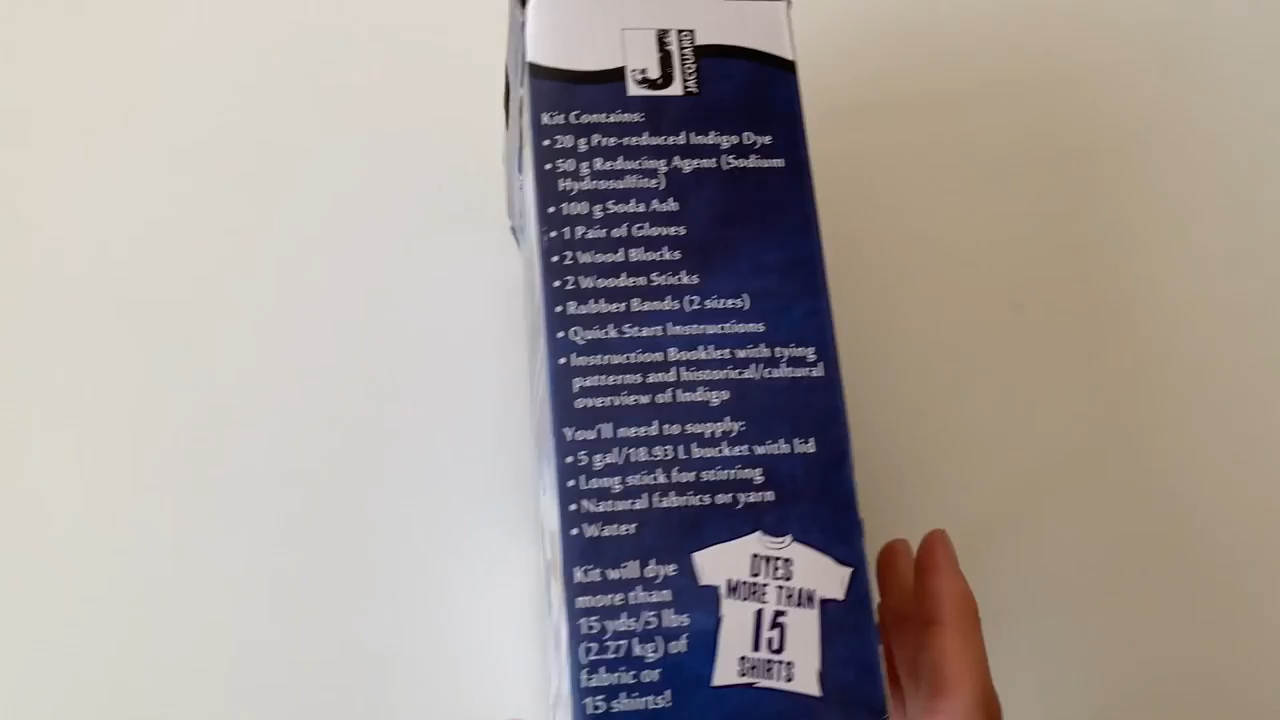 J
JACQUARD
Kit Contains:
• 20 g Pre-reduced Indigo Dye
• 50 g Reducing Agent (Sodium
Hydrosulfite)
• 100 g Soda Ash
• 1 Pair of Gloves
• 2 Wood Blocks
• 2 Wooden Sticks
• Rubber Bands (2 sizes)
• Quick Start Instructions
• Instruction Booklet with tying
patterns and historical/cultural
overview of Indigo
You'll need to supply:
• 5 gal/18.93 L bucket with lid
• Long stick for stirring
• Natural fabrics or yarn
• Water
Kit will dye
more than
15 yds/5 lbs
(2.27 kg) of
fabric or
15 shirts!
DYES
MORE THAN
15
SHIRTS